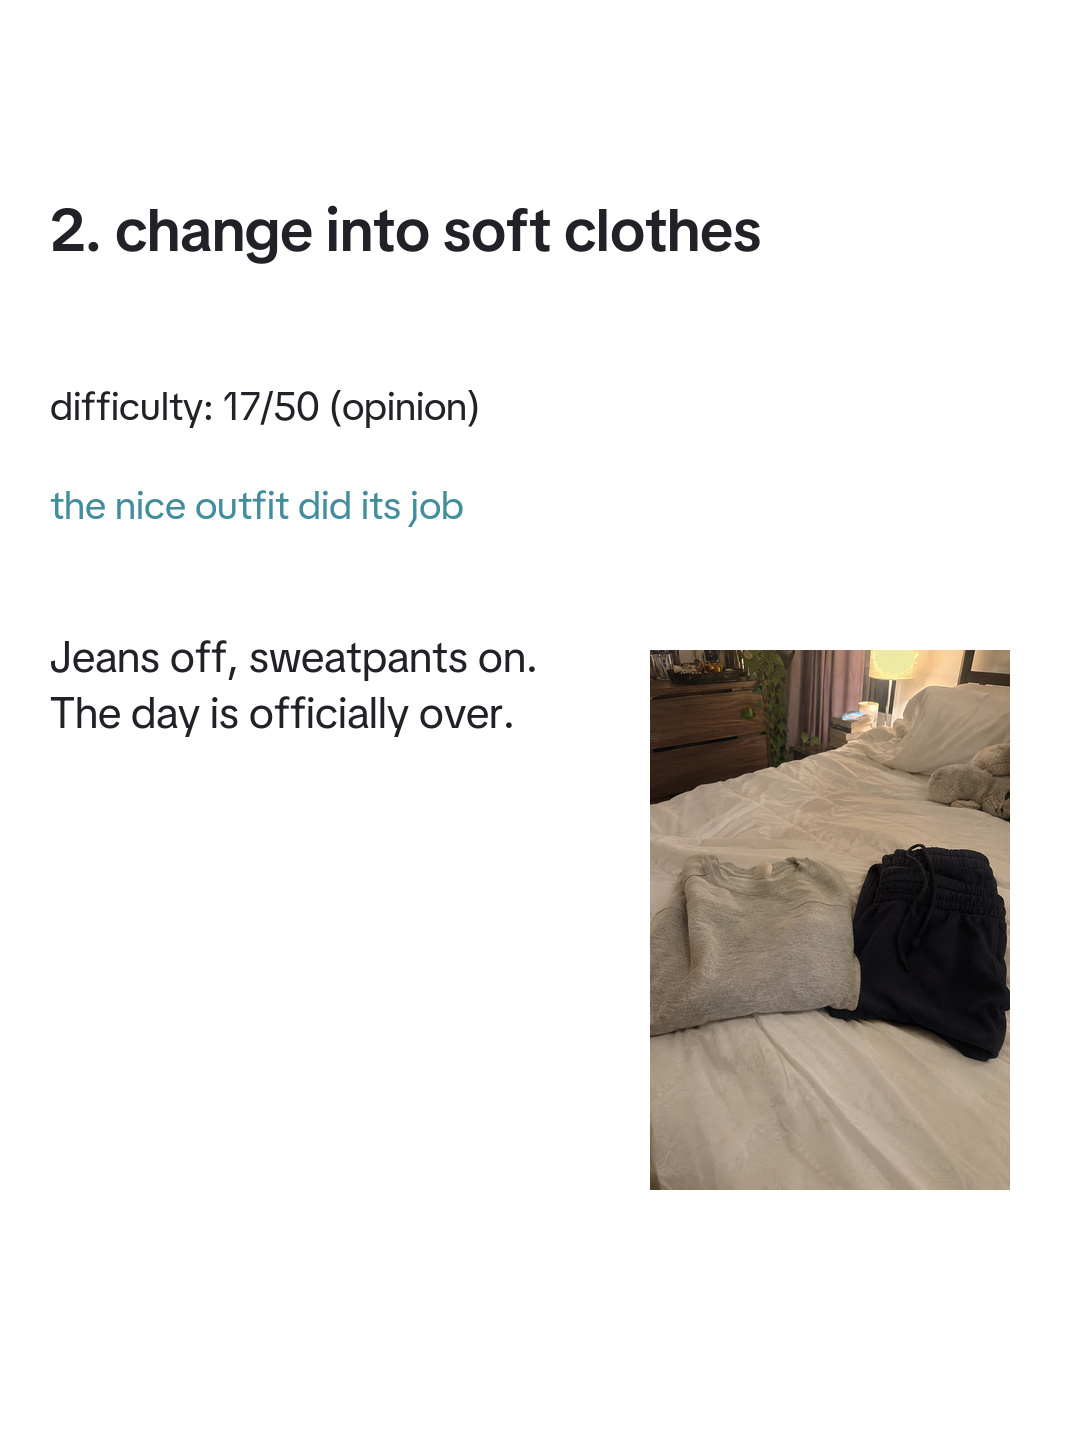 2. change into soft clothes
difficulty: 17/50 (opinion)
the nice outfit did its job
Jeans off, sweatpants on.
The day is officially over.